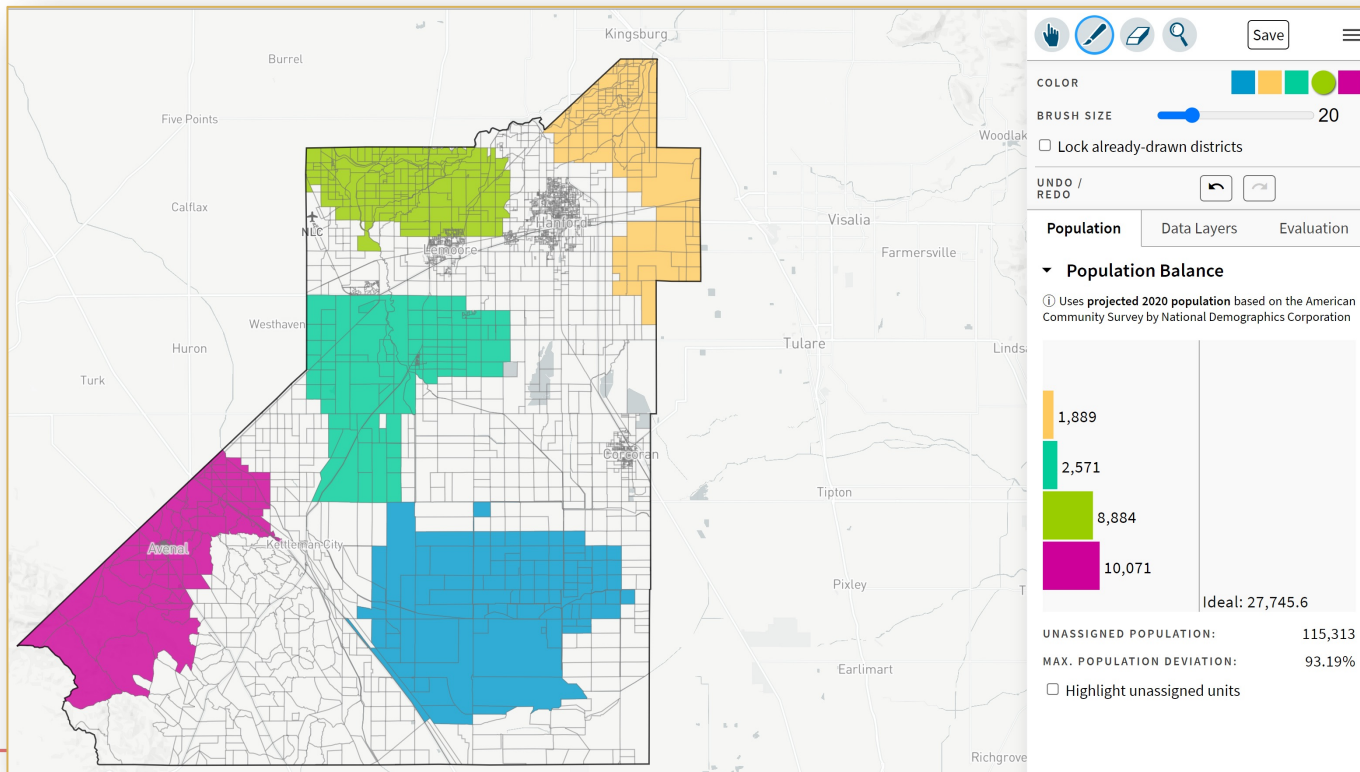 Kingsburg
Burrel
Five Points
Woodlak
Calflax
NLC
Hanford
Visalia
Lemoore
Farmersville
Westhaven
Huron
Tulare
Linds
Turk
Corcoran
Tipton
Avenal
Kettleman City
Pixley
T
Earlimart
Richgrove
Save
COLOR
BRUSH SIZE
20
Lock already-drawn districts
UNDO /
REDO
Population
Data Layers
Evaluation
Population Balance
Uses projected 2020 population based on the American
Community Survey by National Demographics Corporation
1,889
2,571
8,884
10,071
Ideal: 27,745.6
UNASSIGNED POPULATION: 115,313
MAX. POPULATION DEVIATION: 93.19%
Highlight unassigned units